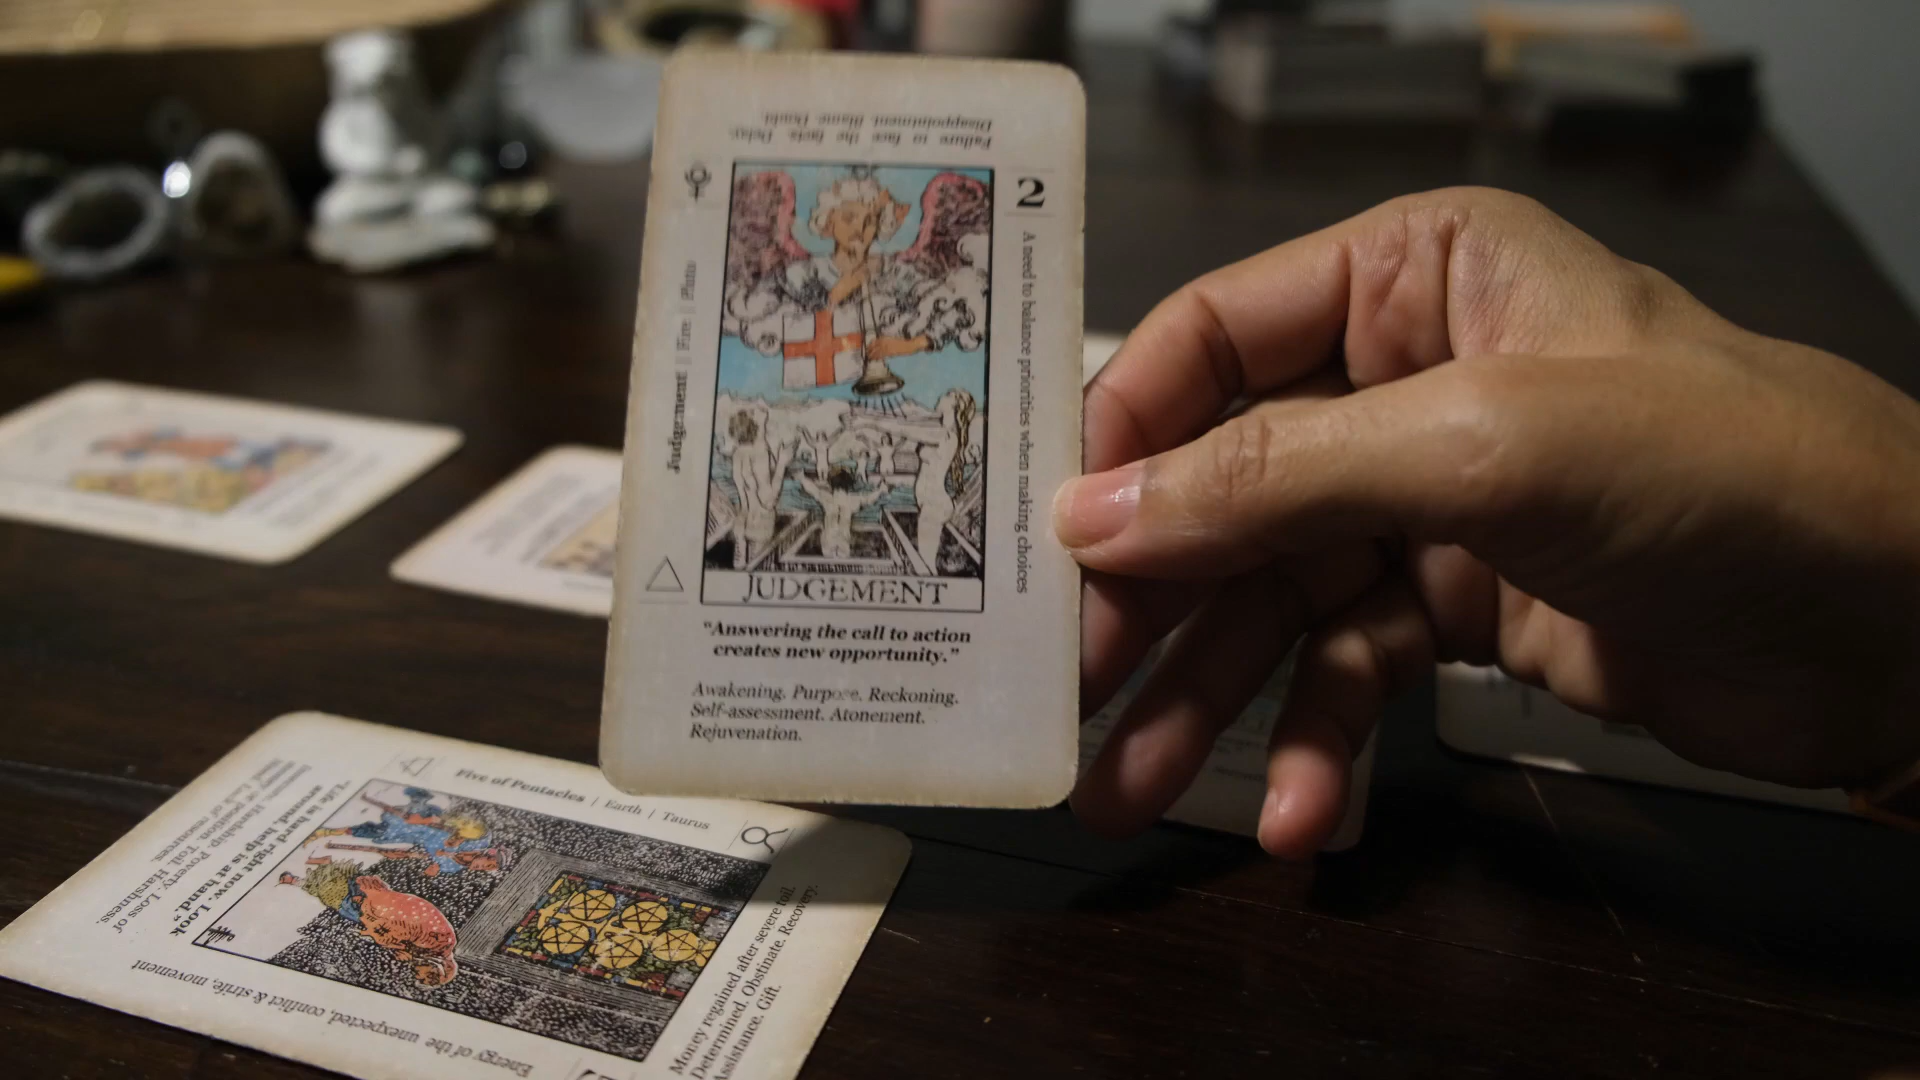 Failure to face the facts. Delay.
Disappointment. Blame. Doubt.
2
A need to balance priorities when making choices
Judgement || Fire || Pluto
JUDGEMENT
"Answering the call to action
creates new opportunity."
Awakening. Purpose. Reckoning.
Self-assessment. Atonement.
Rejuvenation.
Five of Pentacles | Earth | Taurus
"Life is hard right now. Look
around, help is at hand."
Hardship. Poverty. Loss of
position. Toil. Harshness.
Lack of resources.
Energy of the unexpected, conflict & strife, movement
Money regained after severe toil.
Determined. Obstinate. Recovery.
Assistance. Gift.